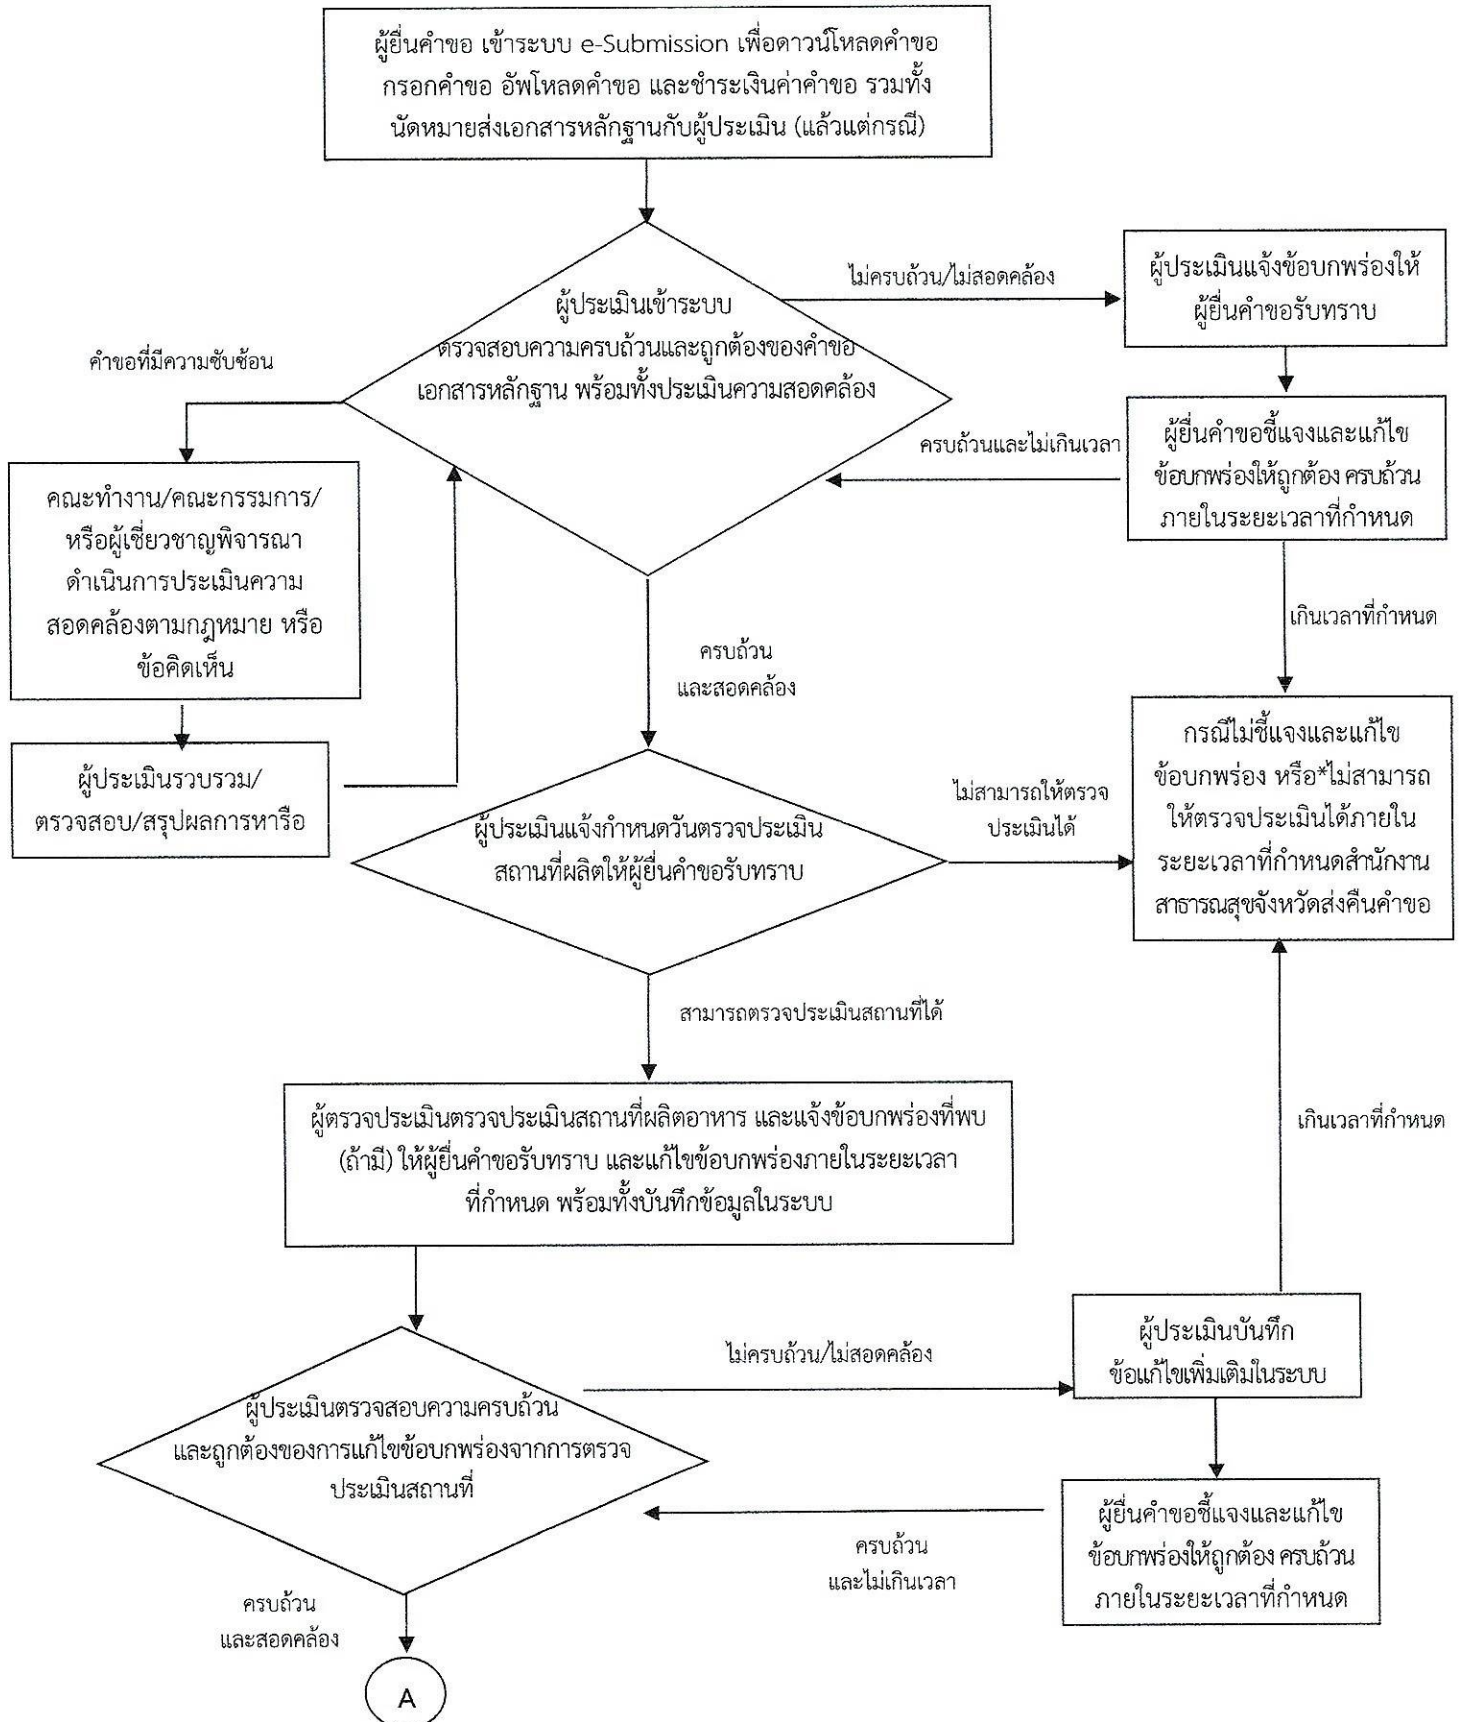 ผู้ยื่นคำขอ เข้าระบบ e-Submission เพื่อดาวน์โหลดคำขอ
กรอกคำขอ อัพโหลดคำขอ และชำระเงินค่าคำขอ รวมทั้ง
นัดหมายส่งเอกสารหลักฐานกับผู้ประเมิน (แล้วแต่กรณี)
ผู้ประเมินเข้าระบบ
ตรวจสอบความครบถ้วนและถูกต้องของคำขอ
เอกสารหลักฐาน พร้อมทั้งประเมินความสอดคล้อง
ไม่ครบถ้วน/ไม่สอดคล้อง
ผู้ประเมินแจ้งข้อบกพร่องให้
ผู้ยื่นคำขอรับทราบ
คำขอที่มีความซับซ้อน
ครบถ้วนและไม่เกินเวลา
ผู้ยื่นคำขอชี้แจงและแก้ไข
ข้อบกพร่องให้ถูกต้อง ครบถ้วน
ภายในระยะเวลาที่กำหนด
คณะทำงาน/คณะกรรมการ/
หรือผู้เชี่ยวชาญพิจารณา
ดำเนินการประเมินความ
สอดคล้องตามกฎหมาย หรือ
ข้อคิดเห็น
เกินเวลาที่กำหนด
ครบถ้วน
และสอดคล้อง
ผู้ประเมินรวบรวม/
ตรวจสอบ/สรุปผลการหารือ
ผู้ประเมินแจ้งกำหนดวันตรวจประเมิน
สถานที่ผลิตให้ผู้ยื่นคำขอรับทราบ
ไม่สามารถให้ตรวจ
ประเมินได้
กรณีไม่ชี้แจงและแก้ไข
ข้อบกพร่อง หรือ*ไม่สามารถ
ให้ตรวจประเมินได้ภายใน
ระยะเวลาที่กำหนดสำนักงาน
สาธารณสุขจังหวัดส่งคืนคำขอ
สามารถตรวจประเมินสถานที่ได้
ผู้ตรวจประเมินตรวจประเมินสถานที่ผลิตอาหาร และแจ้งข้อบกพร่องที่พบ
(ถ้ามี) ให้ผู้ยื่นคำขอรับทราบ และแก้ไขข้อบกพร่องภายในระยะเวลา
ที่กำหนด พร้อมทั้งบันทึกข้อมูลในระบบ
เกินเวลาที่กำหนด
ไม่ครบถ้วน/ไม่สอดคล้อง
ผู้ประเมินบันทึก
ข้อแก้ไขเพิ่มเติมในระบบ
ผู้ประเมินตรวจสอบความครบถ้วน
และถูกต้องของการแก้ไขข้อบกพร่องจากการตรวจ
ประเมินสถานที่
ครบถ้วน
และไม่เกินเวลา
ผู้ยื่นคำขอชี้แจงและแก้ไข
ข้อบกพร่องให้ถูกต้อง ครบถ้วน
ภายในระยะเวลาที่กำหนด
ครบถ้วน
และสอดคล้อง
A